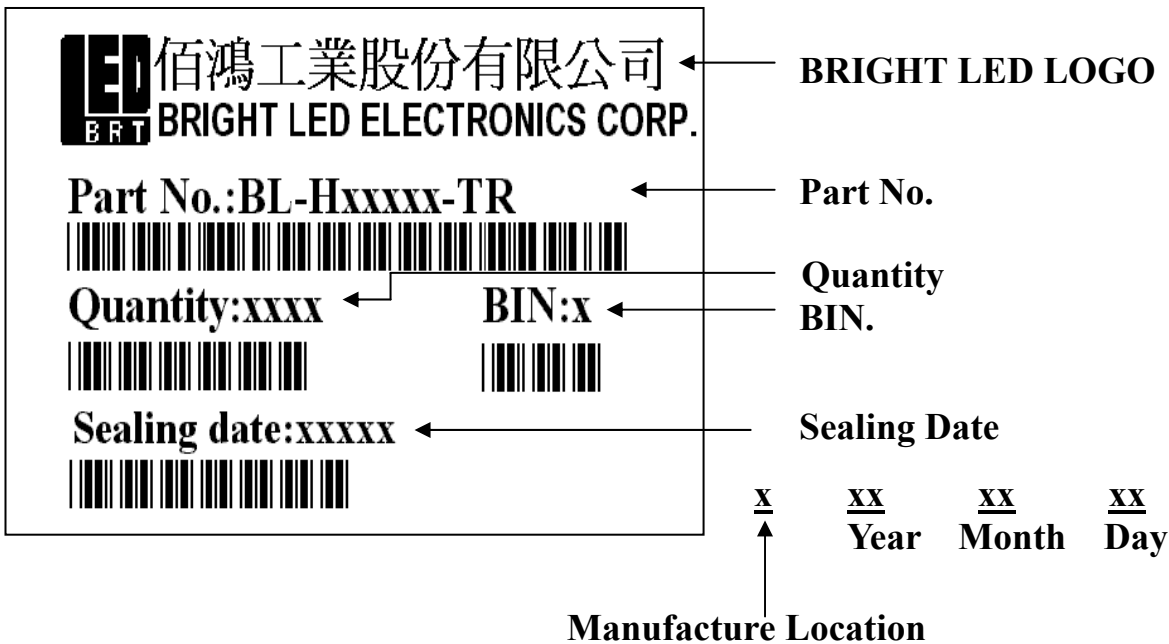 LED
BRT
佰鴻工業股份有限公司
BRIGHT LED ELECTRONICS CORP.
BRIGHT LED LOGO
Part No.:BL-Hxxxxx-TR
Part No.
Quantity:xxxx
BIN:x
Quantity
BIN.
Sealing date:xxxxx
Sealing Date
x xx xx xx
Year Month Day
Manufacture Location